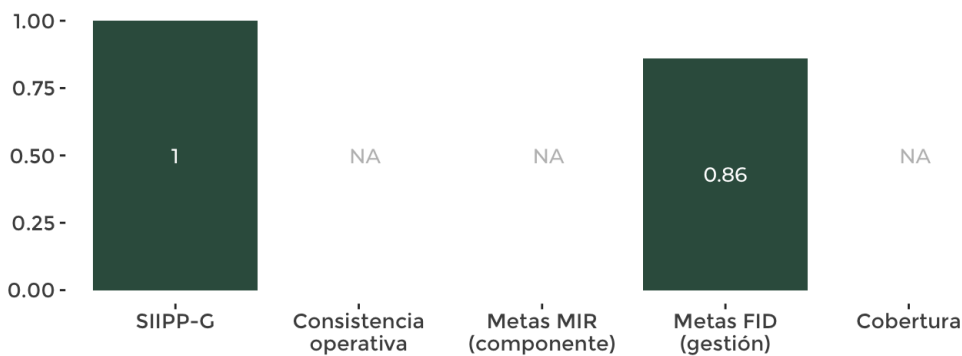 1.00
0.75
0.50
0.25
0.00
1
NA
NA
0.86
NA
SIIPP-G
Consistencia
operativa
Metas MIR
(componente)
Metas FID
(gestión)
Cobertura